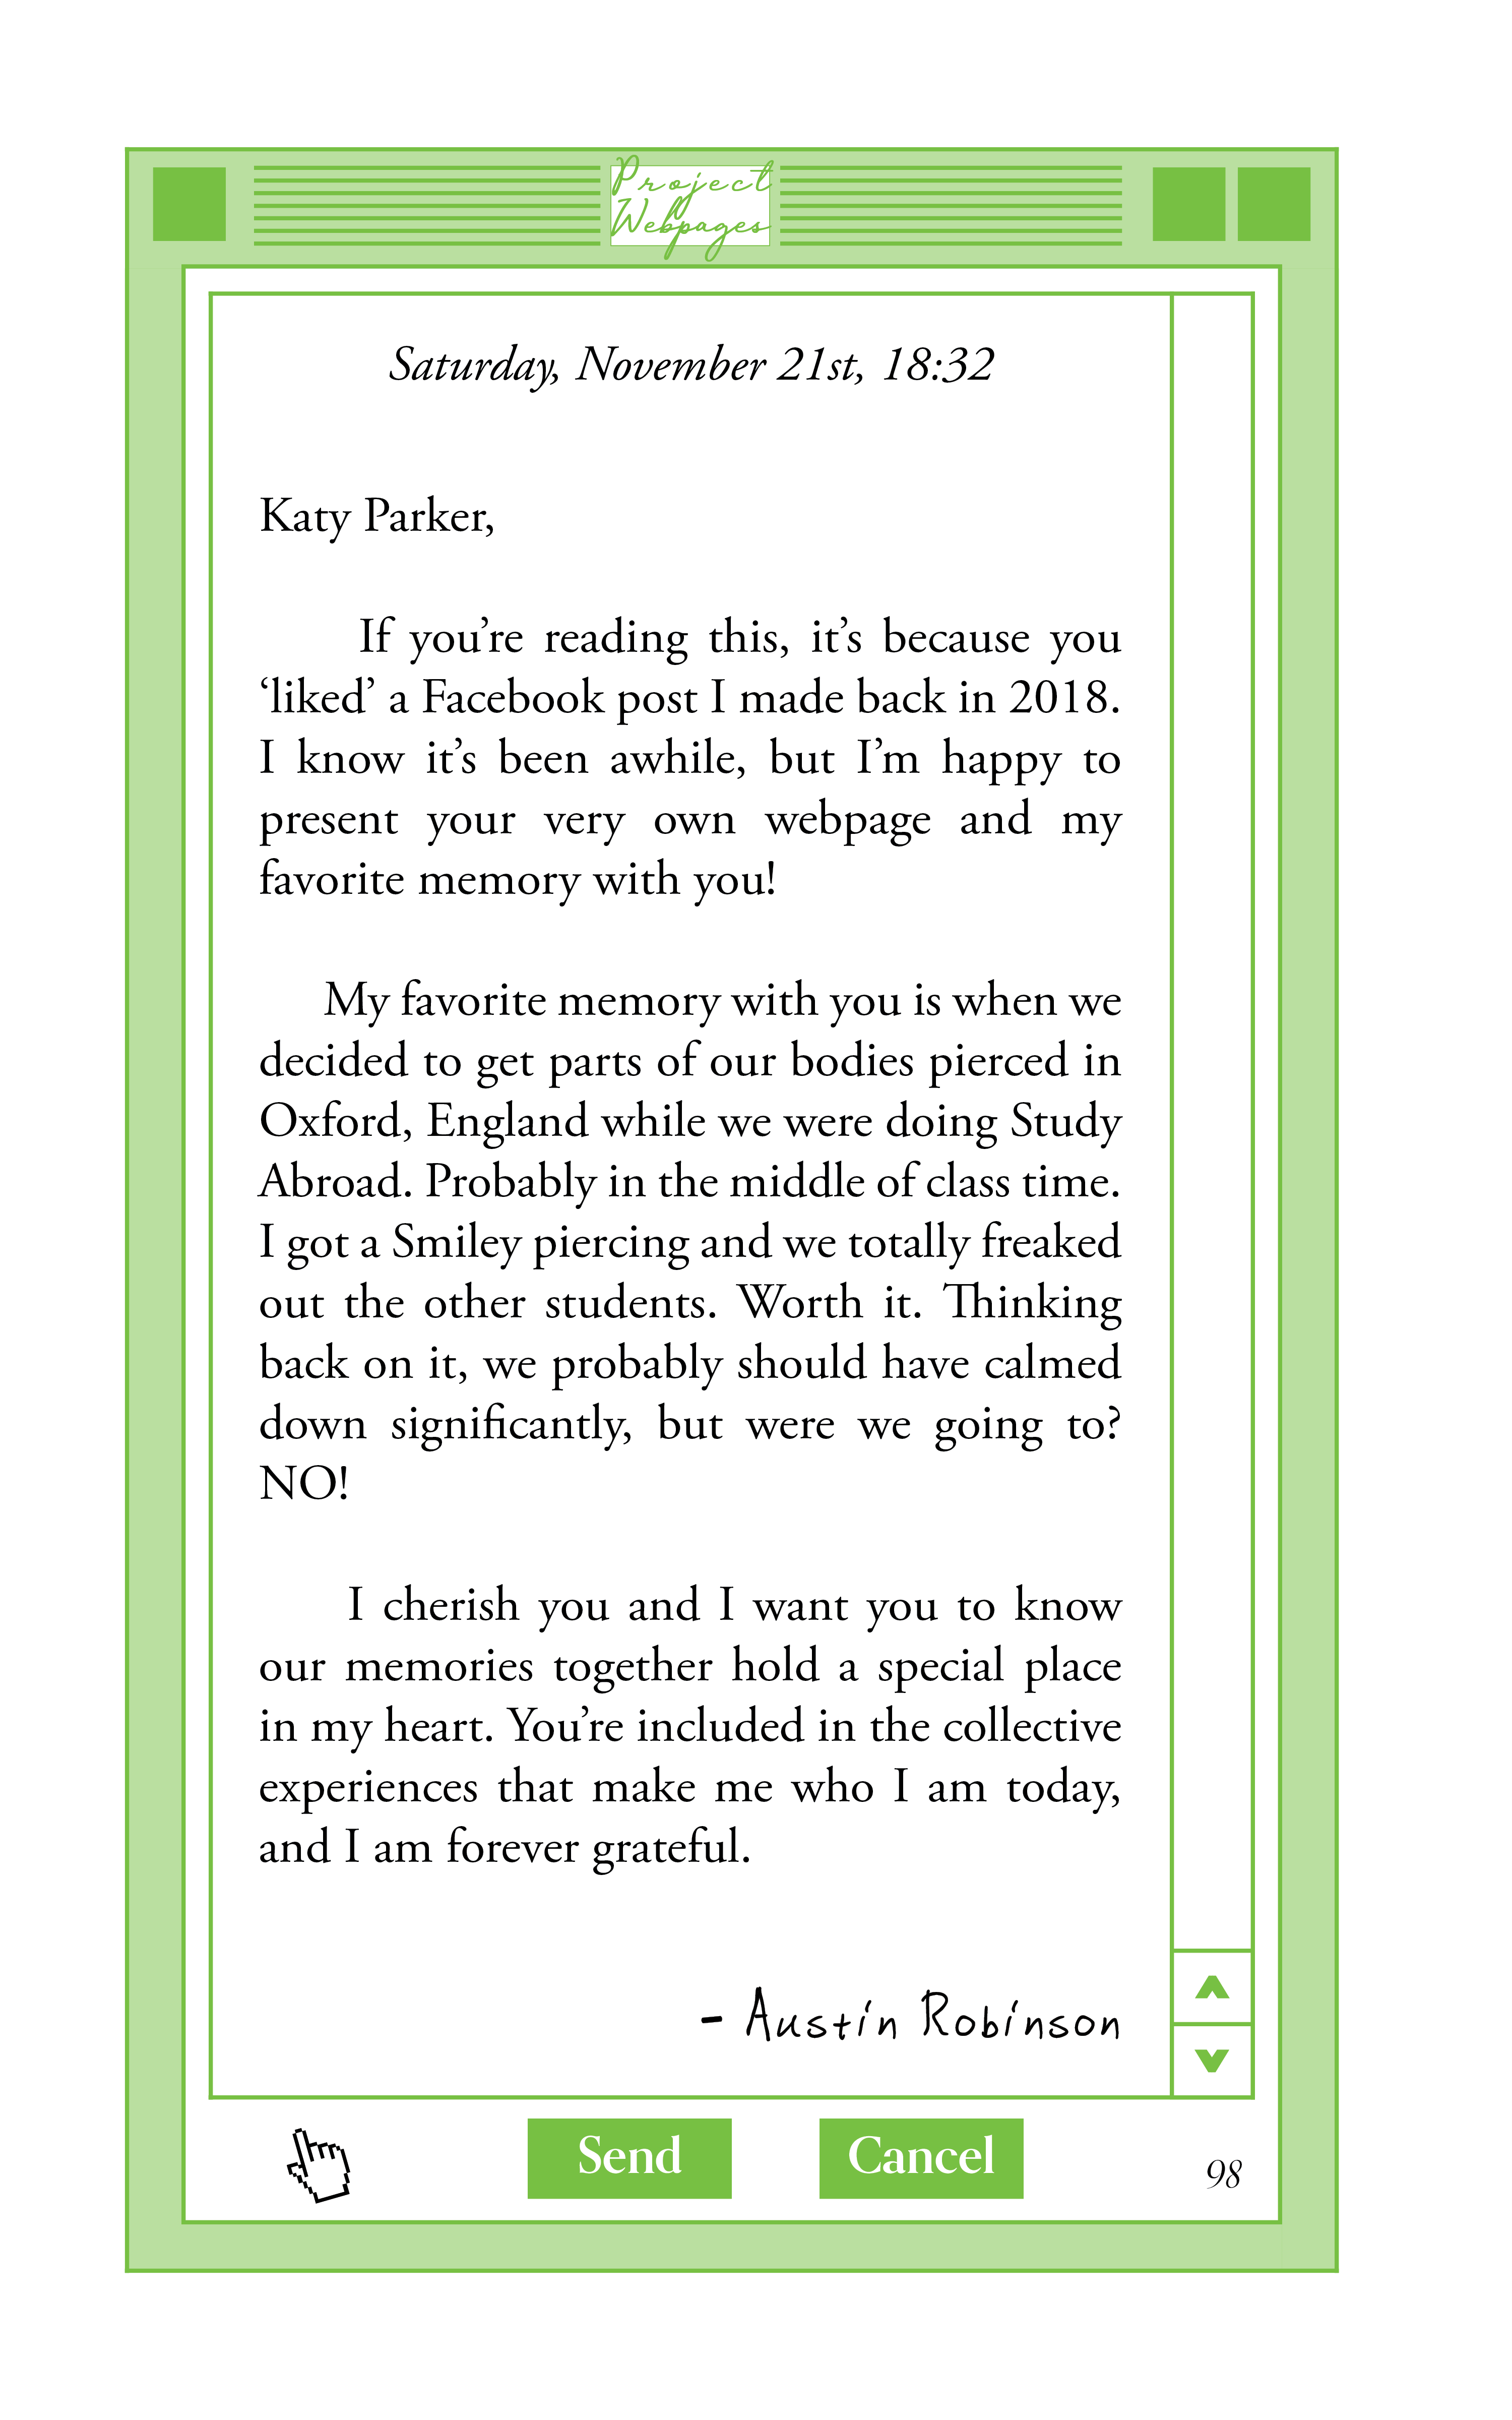 Project
Webpages
Saturday, November 21st, 18:32
Katy Parker,
If you’re reading this, it’s because you
‘liked’ a Facebook post I made back in 2018.
I know it’s been awhile, but I’m happy to
present your very own webpage and my
favorite memory with you!
My favorite memory with you is when we
decided to get parts of our bodies pierced in
Oxford, England while we were doing Study
Abroad. Probably in the middle of class time.
I got a Smiley piercing and we totally freaked
out the other students. Worth it. Thinking
back on it, we probably should have calmed
down significantly, but were we going to?
NO!
I cherish you and I want you to know
our memories together hold a special place
in my heart. You’re included in the collective
experiences that make me who I am today,
and I am forever grateful.
- Austin Robinson
Send Cancel
98